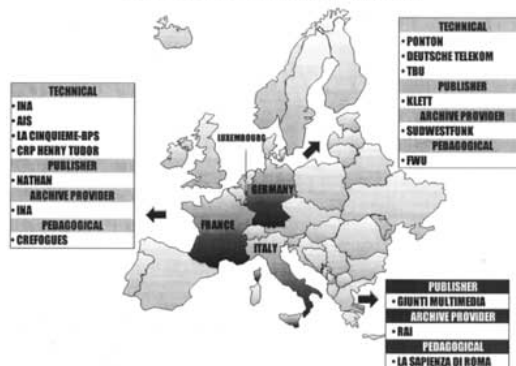 TECHNICAL
• INA
• AIS
• LA CINQUIEME-BPS
• CRP HENRY TUDOR
PUBLISHER
• NATHAN
ARCHIVE PROVIDER
• INA
PEDAGOGICAL
• CREFOGUES
LUXEMBOURG
GERMANY
FRANCE
ITALY
TECHNICAL
• PONTON
• DEUTSCHE TELEKOM
• TBU
PUBLISHER
• KLETT
ARCHIVE PROVIDER
• SUDWESTFUNK
PEDAGOGICAL
• FWU
PUBLISHER
• GIUNTI MULTIMEDIA
ARCHIVE PROVIDER
• RAI
PEDAGOGICAL
• LA SAPIENZA DI ROMA